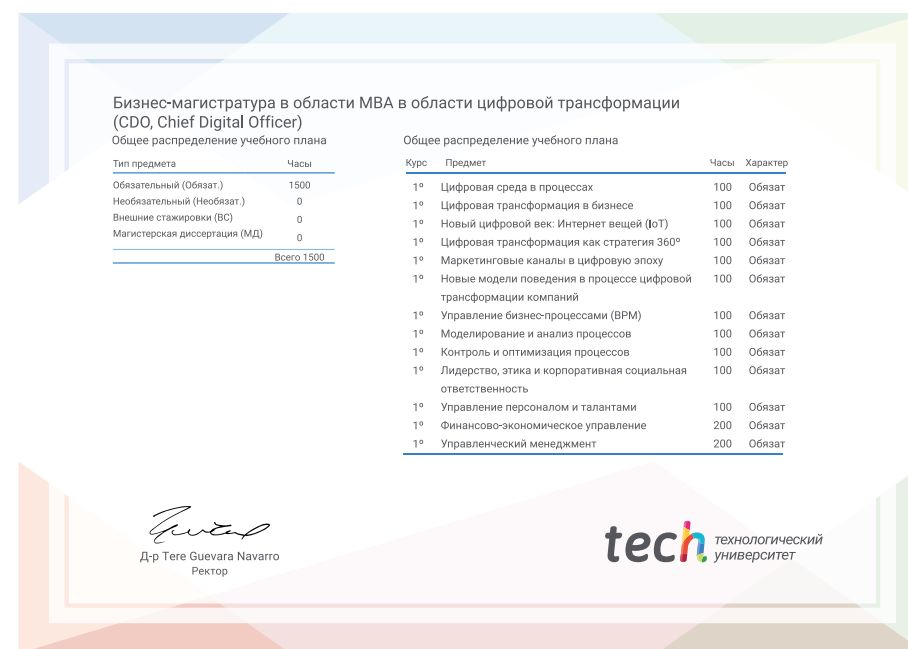 Бизнес-магистратура в области MBA в области цифровой трансформации
(CDO, Chief Digital Officer)
Общее распределение учебного плана
Тип предмета Часы
Обязательный (Обязат.) 1500
Необязательный (Необязат.) 0
Внешние стажировки (ВС) 0
Магистерская диссертация (МД) 0
Всего 1500
Общее распределение учебного плана
Курс Предмет Часы Характер
1º Цифровая среда в процессах 100 Обязат
1º Цифровая трансформация в бизнесе 100 Обязат
1º Новый цифровой век: Интернет вещей (IoT) 100 Обязат
1º Цифровая трансформация как стратегия 360º 100 Обязат
1º Маркетинговые каналы в цифровую эпоху 100 Обязат
1º Новые модели поведения в процессе цифровой 100 Обязат
трансформации компаний
1º Управление бизнес-процессами (BPM) 100 Обязат
1º Моделирование и анализ процессов 100 Обязат
1º Контроль и оптимизация процессов 100 Обязат
1º Лидерство, этика и корпоративная социальная 100 Обязат
ответственность
1º Управление персоналом и талантами 100 Обязат
1º Финансово-экономическое управление 200 Обязат
1º Управленческий менеджмент 200 Обязат
Д-р Tere Guevara Navarro
Ректор
tech технологический
университет